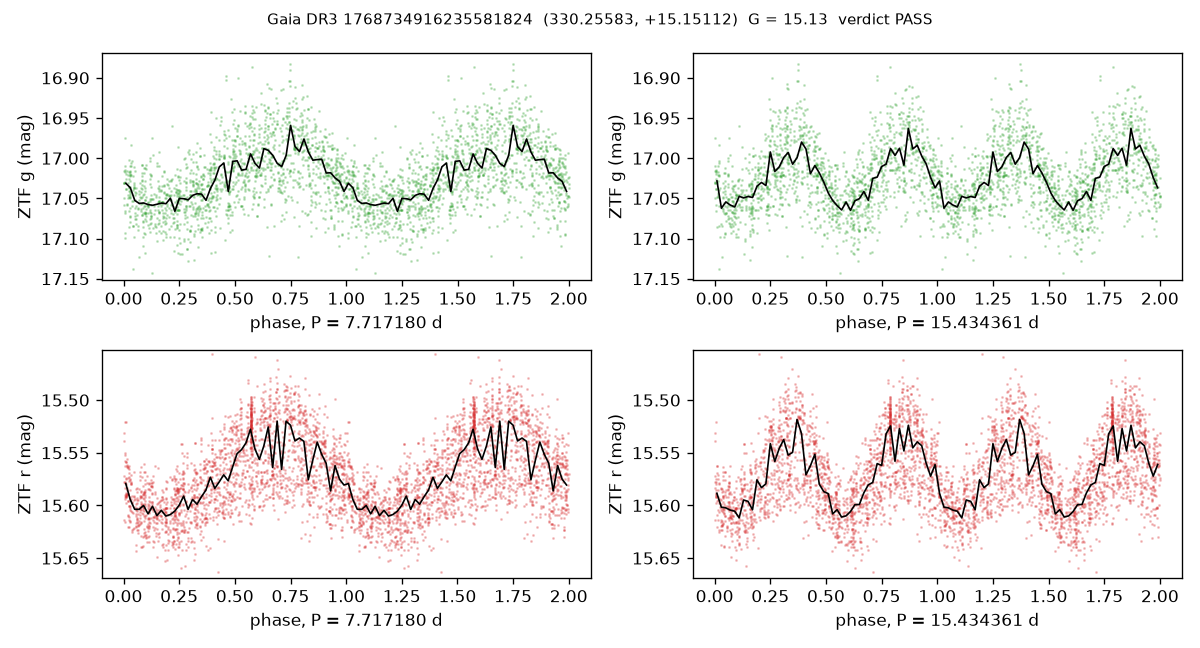 Gaia DR3 1768734916235581824 (330.25583, +15.15112) G = 15.13 verdict PASS
ZTF g (mag)
16.90
16.95
17.00
17.05
17.10
17.15
0.00 0.25 0.50 0.75 1.00 1.25 1.50 1.75 2.00
phase, P = 7.717180 d
ZTF g (mag)
16.90
16.95
17.00
17.05
17.10
17.15
0.00 0.25 0.50 0.75 1.00 1.25 1.50 1.75 2.00
phase, P = 15.434361 d
ZTF r (mag)
15.50
15.55
15.60
15.65
0.00 0.25 0.50 0.75 1.00 1.25 1.50 1.75 2.00
phase, P = 7.717180 d
ZTF r (mag)
15.50
15.55
15.60
15.65
0.00 0.25 0.50 0.75 1.00 1.25 1.50 1.75 2.00
phase, P = 15.434361 d